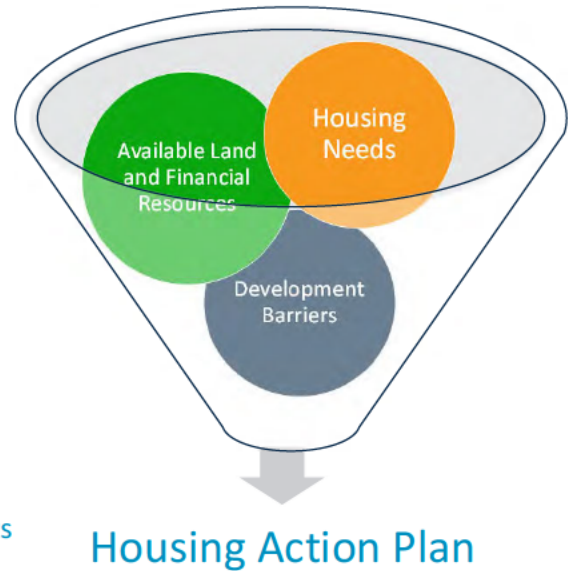 Housing
Needs
Available Land
and Financial
Resources
Development
Barriers
s
Housing Action Plan